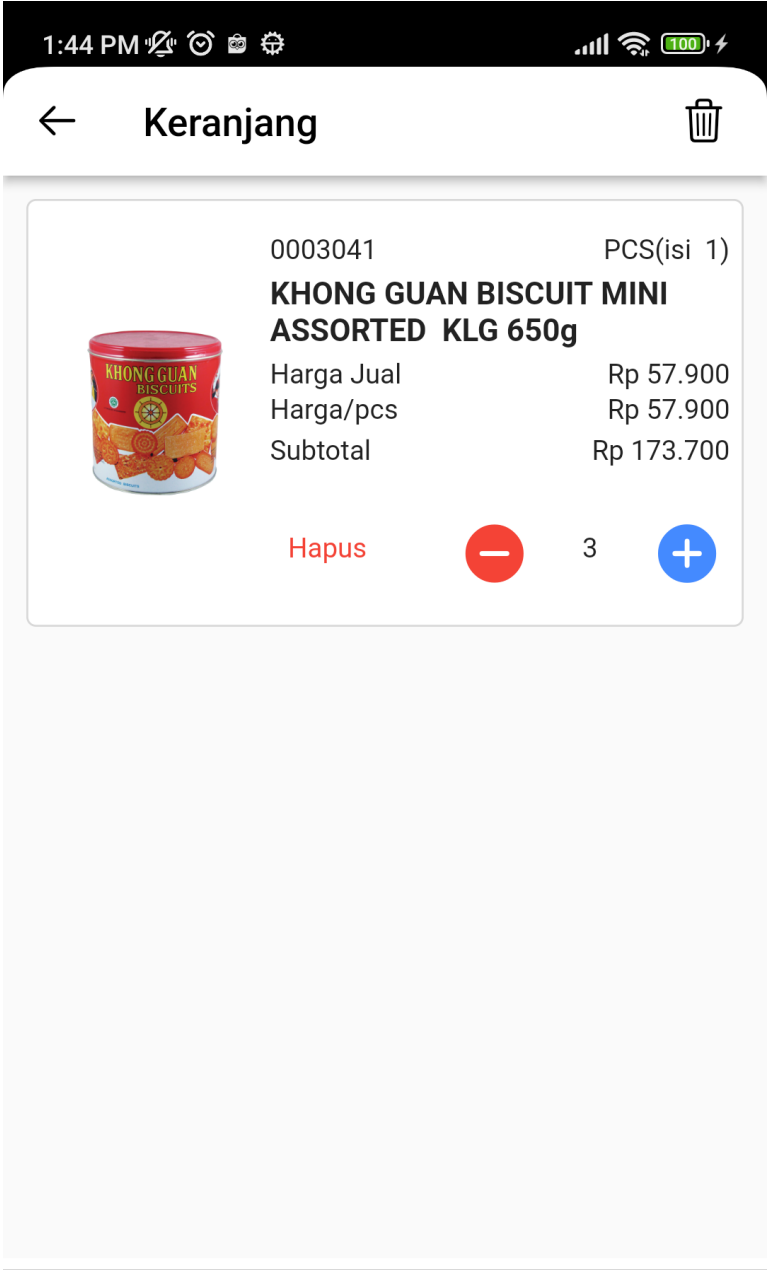 1:44 PM
100
Keranjang
0003041 PCS(isi 1)
KHONG GUAN BISCUIT MINI
ASSORTED KLG 650g
KHONG GUAN
BISCUITS
Harga Jual Rp 57.900
Harga/pcs Rp 57.900
Subtotal Rp 173.700
Hapus 3